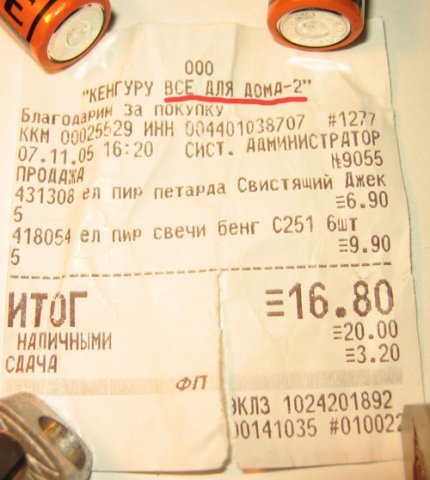 ООО
"КЕНГУРУ ВСЕ ДЛЯ ДОМА-2"
Благодарим за покупку
ККМ 00025529 ИНН 004401038707 #1277
07.11.05 16:20 СИСТ. АДМИНИСТРАТОР
№9055
ПРОДАЖА
431308 ел пир петарда Свистящий Джек
5 ≡6.90
418054 ел пир свечи бенг С251 6шт
5 ≡9.90
ИТОГ ≡16.80
НАЛИЧНЫМИ ≡20.00
СДАЧА ≡3.20
ФП
ЭКЛЗ 1024201892
00141035 #010022